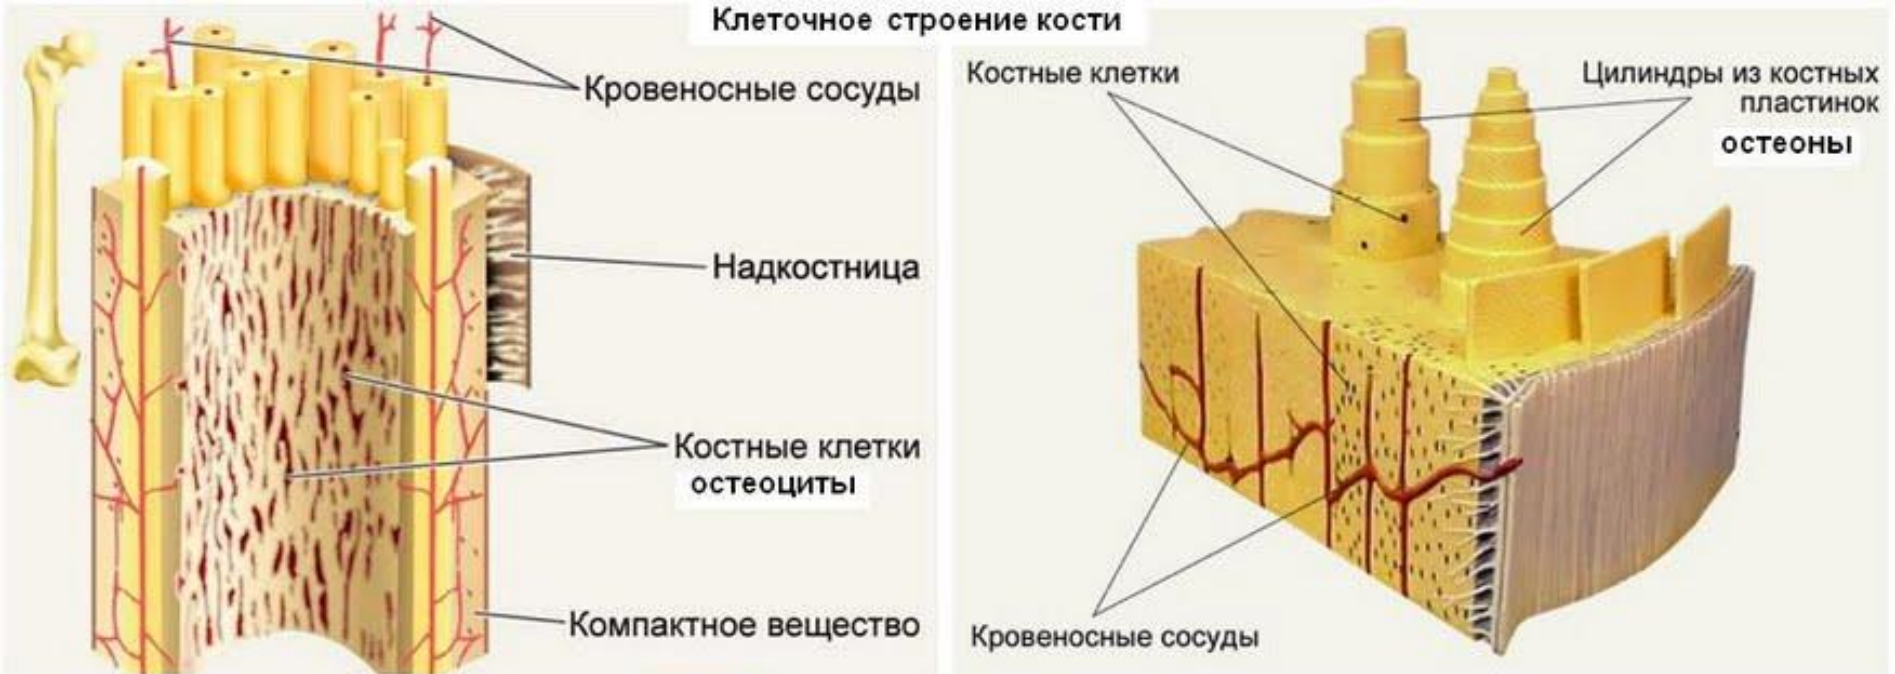 Клеточное строение кости
Кровеносные сосуды
Надкостница
Костные клетки
остеоциты
Компактное вещество
Костные клетки
Цилиндры из костных
пластинок
остеоны
Кровеносные сосуды